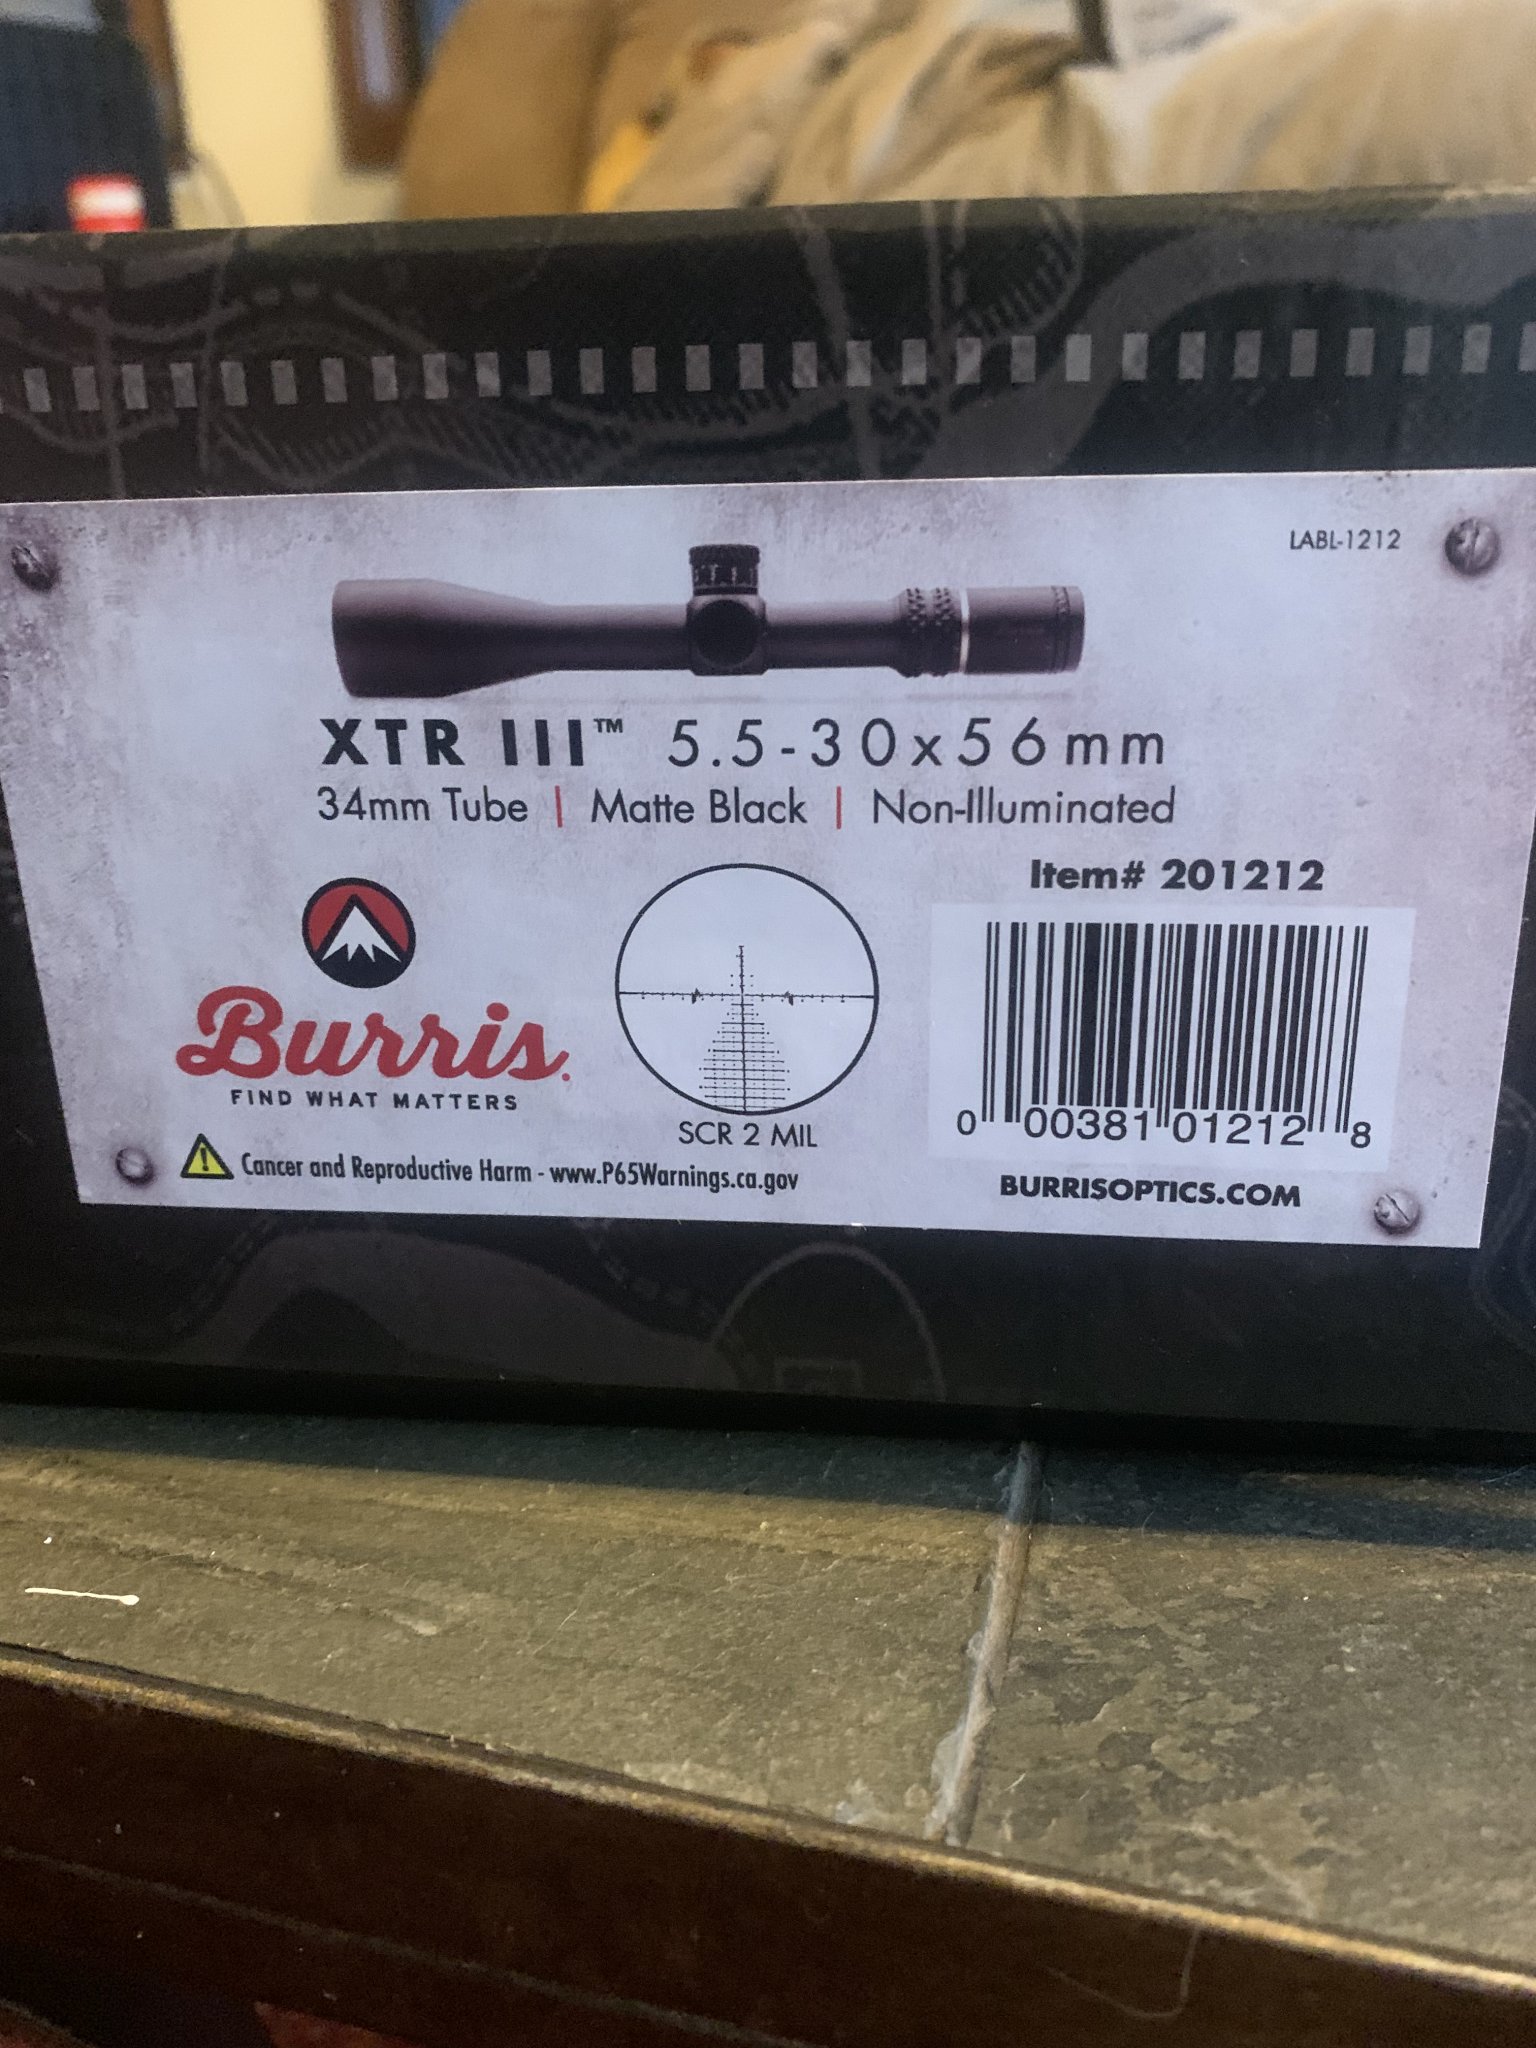 LABL-1212
XTR III™ 5.5-30x56mm
34mm Tube | Matte Black | Non-Illuminated
Item# 201212
Burris.
FIND WHAT MATTERS
SCR 2 MIL
0 00381 01212 8
Cancer and Reproductive Harm - www.P65Warnings.ca.gov
BURRISOPTICS.COM